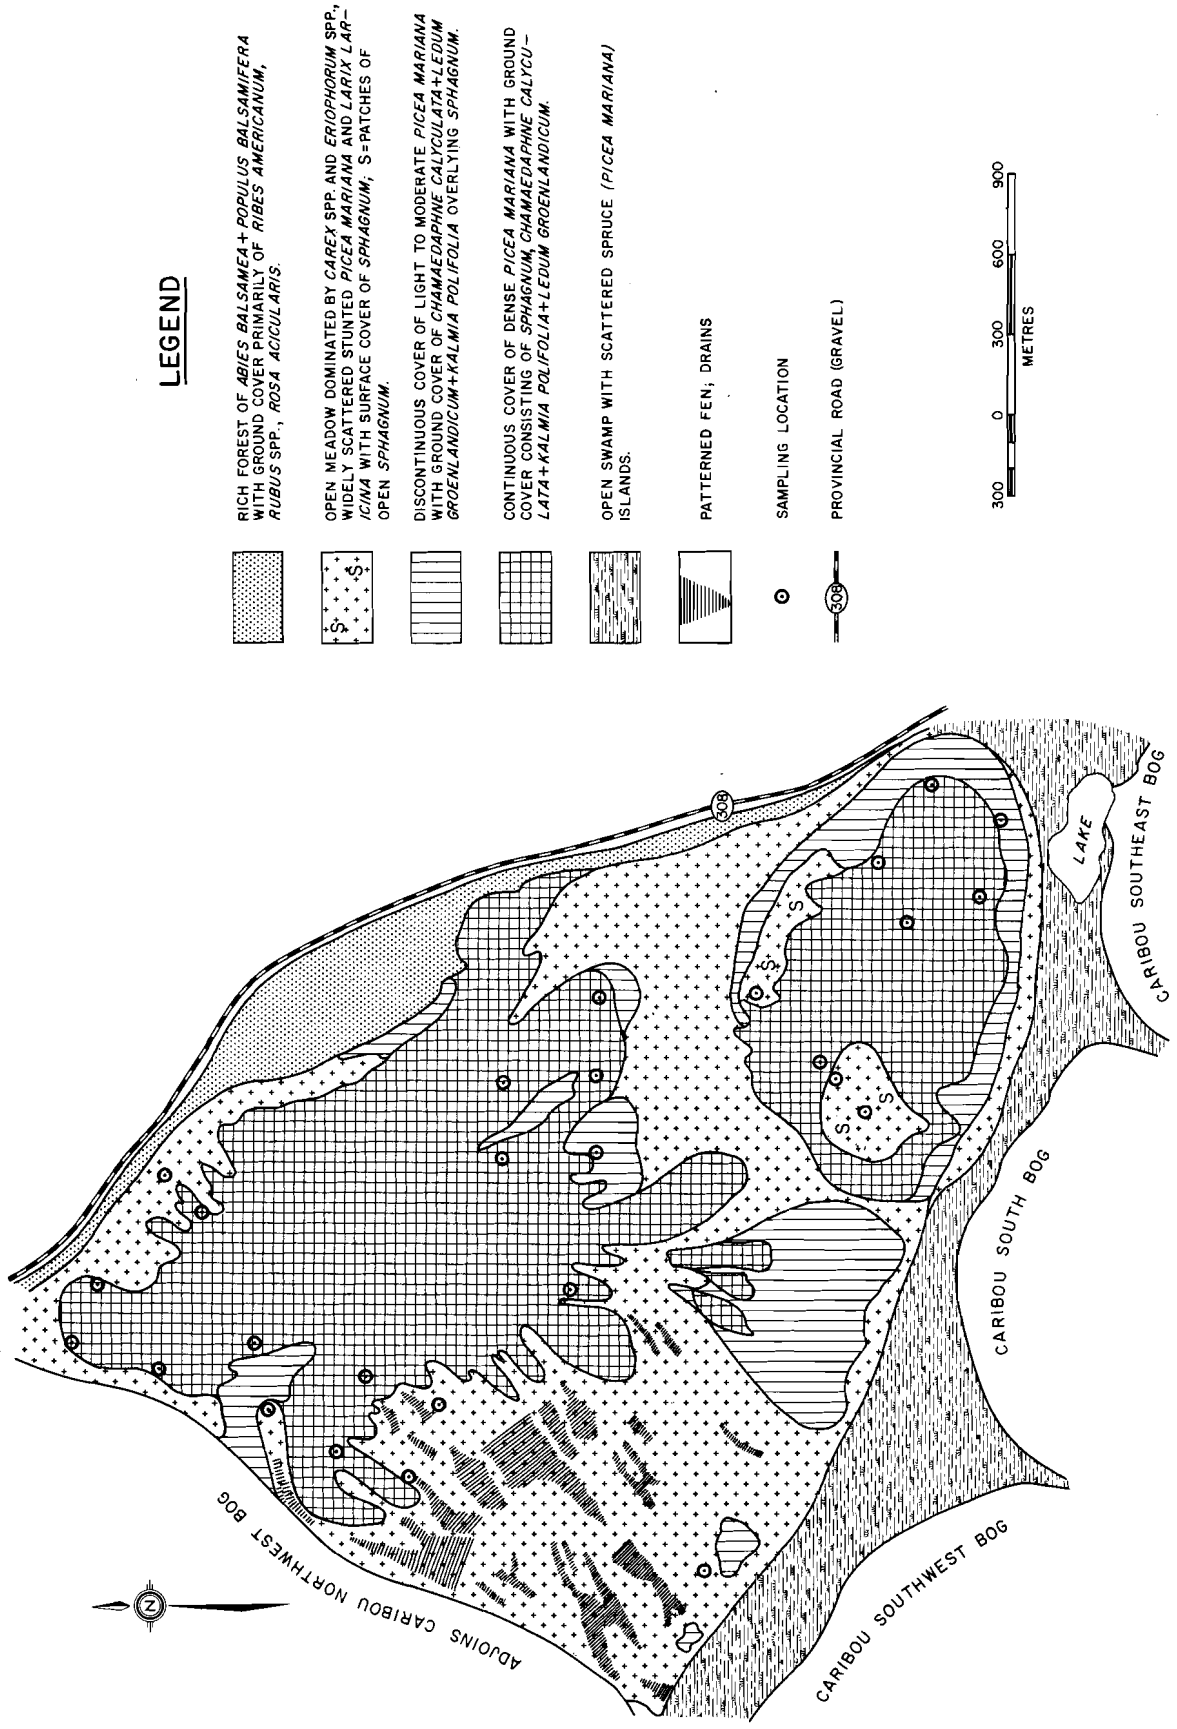 LEGEND
RICH FOREST OF ABIES BALSAMEA+POPULUS BALSAMIFERA
WITH GROUND COVER PRIMARILY OF RIBES AMERICANUM,
RUBUS SPP., ROSA ACICULARIS.
S
S
OPEN MEADOW DOMINATED BY CAREX SPP. AND ERIOPHORUM SPP.,
WIDELY SCATTERED STUNTED PICEA MARIANA AND LARIX LAR-
ICINA WITH SURFACE COVER OF SPHAGNUM; S=PATCHES OF
OPEN SPHAGNUM.
DISCONTINUOUS COVER OF LIGHT TO MODERATE PICEA MARIANA
WITH GROUND COVER OF CHAMAEDAPHNE CALYCULATA+LEDUM
GROENLANDICUM+KALMIA POLIFOLIA OVERLYING SPHAGNUM.
CONTINUOUS COVER OF DENSE PICEA MARIANA WITH GROUND
COVER CONSISTING OF SPHAGNUM, CHAMAEDAPHNE CALYCU-
LATA+KALMIA POLIFOLIA+LEDUM GROENLANDICUM.
OPEN SWAMP WITH SCATTERED SPRUCE (PICEA MARIANA)
ISLANDS.
PATTERNED FEN; DRAINS
SAMPLING LOCATION
308
PROVINCIAL ROAD (GRAVEL)
300 0 300 600 900
METRES
308
S
S
S
S
LAKE
CARIBOU SOUTHEAST BOG
CARIBOU SOUTH BOG
CARIBOU SOUTHWEST BOG
ADJOINS CARIBOU NORTHWEST BOG
N